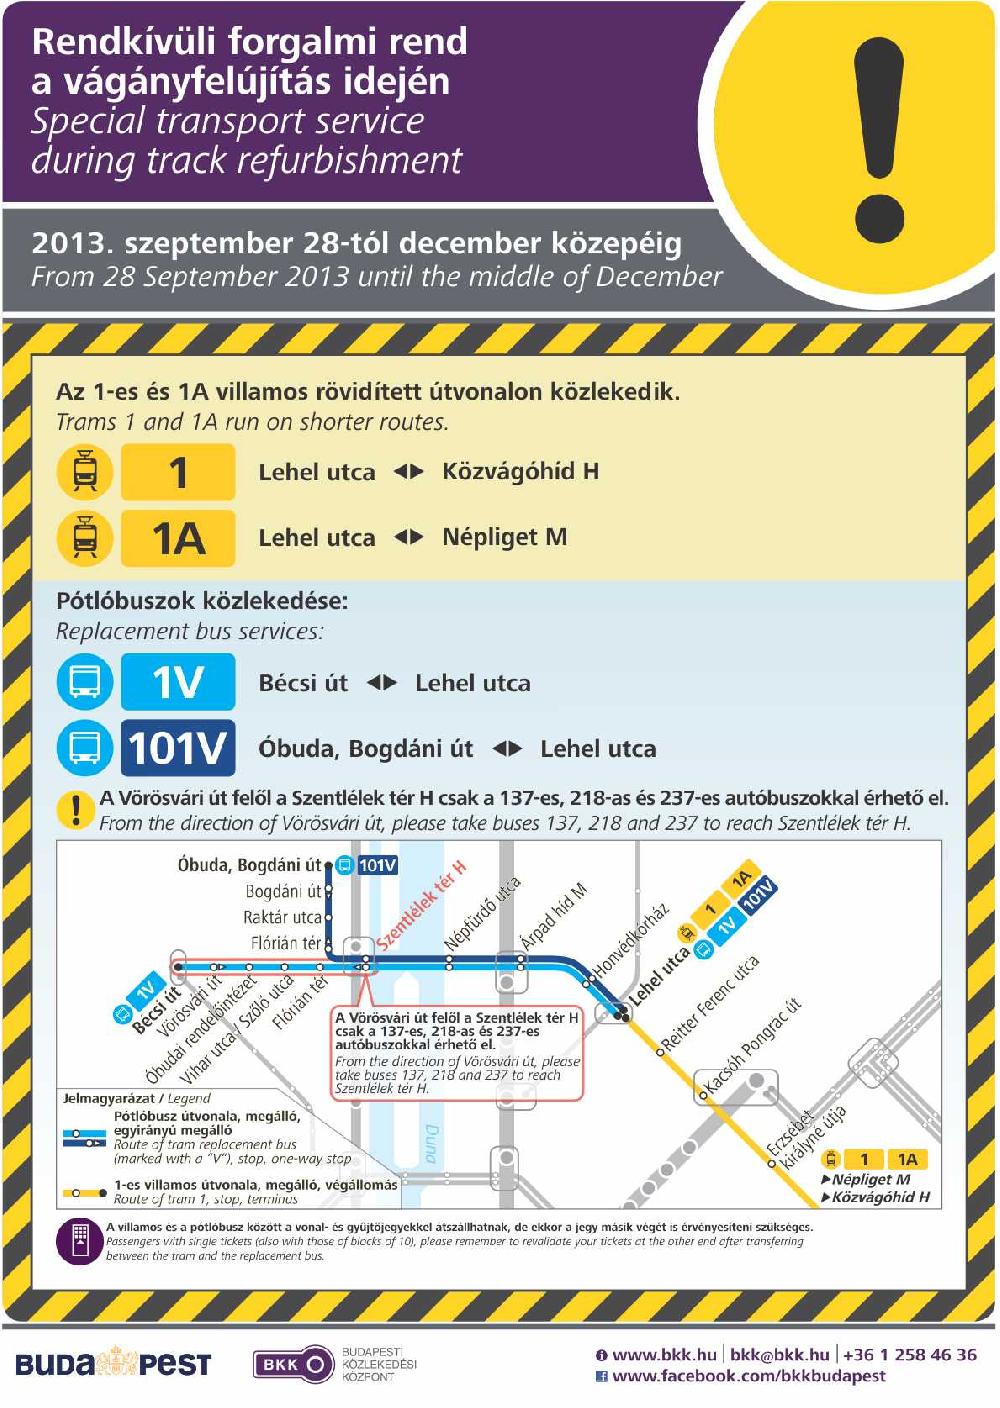 Rendkívüli forgalmi rend
a vágányfelújítás idején
Special transport service
during track refurbishment
2013. szeptember 28-tól december közepéig
From 28 September 2013 until the middle of December
Az 1-es és 1A villamos rövidített útvonalon közlekedik.
Trams 1 and 1A run on shorter routes.
1 Lehel utca ◀▶ Közvágóhíd H
1A Lehel utca ◀▶ Népliget M
Pótlóbuszok közlekedése:
Replacement bus services:
1V Bécsi út ◀▶ Lehel utca
101V Óbuda, Bogdáni út ◀▶ Lehel utca
! A Vörösvári út felől a Szentlélek tér H csak a 137-es, 218-as és 237-es autóbuszokkal érhető el.
From the direction of Vörösvári út, please take buses 137, 218 and 237 to reach Szentlélek tér H.
Óbuda, Bogdáni út 101V
Bogdáni út
Raktár utca
Flórián tér
Szentlélek tér H
Népfürdő utca
Árpád híd M
Honvédkórház
Lehel utca
1 1A
1V 101V
1V
Bécsi út
Vörösvári út
Óbudai rendelőintézet
Vihar utca / Szőlő utca
Flórián tér
Reitter Ferenc utca
Kacsóh Pongrác út
Erzsébet
királyné útja
A Vörösvári út felől a Szentlélek tér H
csak a 137-es, 218-as és 237-es
autóbuszokkal érhető el.
From the direction of Vörösvári út, please
take buses 137, 218 and 237 to reach
Szentlélek tér H.
Duna
1 1A
▶Népliget M
▶Közvágóhíd H
Jelmagyarázat / Legend
Pótlóbusz útvonala, megálló,
egyirányú megálló
Route of tram replacement bus
(marked with a "V"), stop, one-way stop
1-es villamos útvonala, megálló, végállomás
Route of tram 1, stop, terminus
A villamos és a pótlóbusz között a vonal- és gyűjtőjegyekkel átszállhatnak, de ekkor a jegy másik végét is érvényesíteni szükséges.
Passengers with single tickets (also with those of blocks of 10), please remember to revalidate your tickets at the other end after transferring
between the tram and the replacement bus.
BUDAPEST
BKK
BUDAPESTI
KÖZLEKEDÉSI
KÖZPONT
www.bkk.hu | bkk@bkk.hu | +36 1 258 46 36
www.facebook.com/bkkbudapest